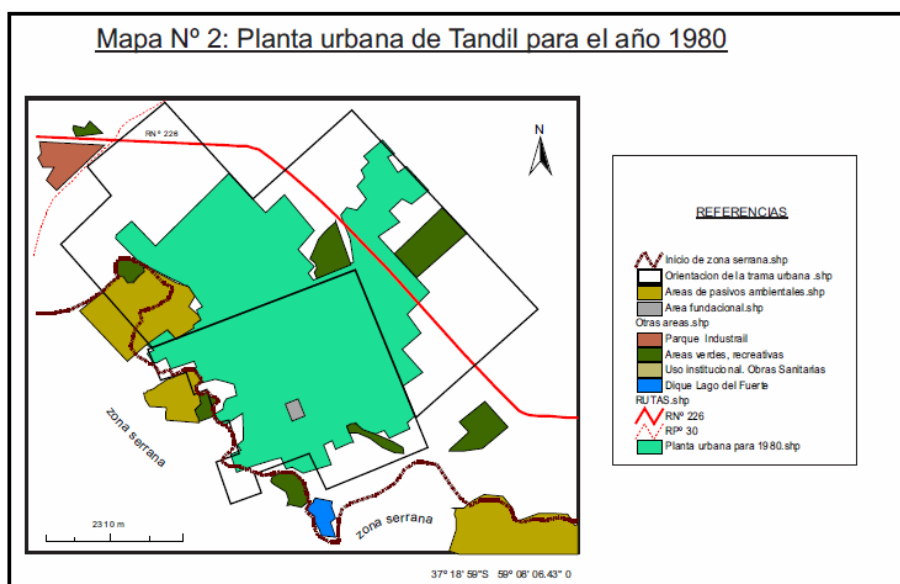 Mapa Nº 2: Planta urbana de Tandil para el año 1980
RNº 226
N
zona serrana
zona serrana
2310 m
37º 18' 59"S 59º 08' 06.43" 0
REFERENCIAS
Inicio de zona serrana.shp
Orientacion de la trama urbana .shp
Areas de pasivos ambientales.shp
Area fundacional.shp
Otras areas.shp
Parque Industrail
Areas verdes, recreativas
Uso institucional. Obras Sanitarias
Dique Lago del Fuerte
RUTAS.shp
RNº 226
RPº 30
Planta urbana para 1980.shp